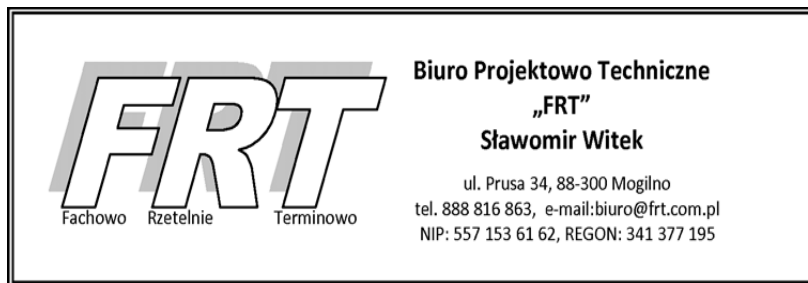 FRT
Fachowo Rzetelnie Terminowo
Biuro Projektowo Techniczne
„FRT”
Sławomir Witek
ul. Prusa 34, 88-300 Mogilno
tel. 888 816 863, e-mail:biuro@frt.com.pl
NIP: 557 153 61 62, REGON: 341 377 195